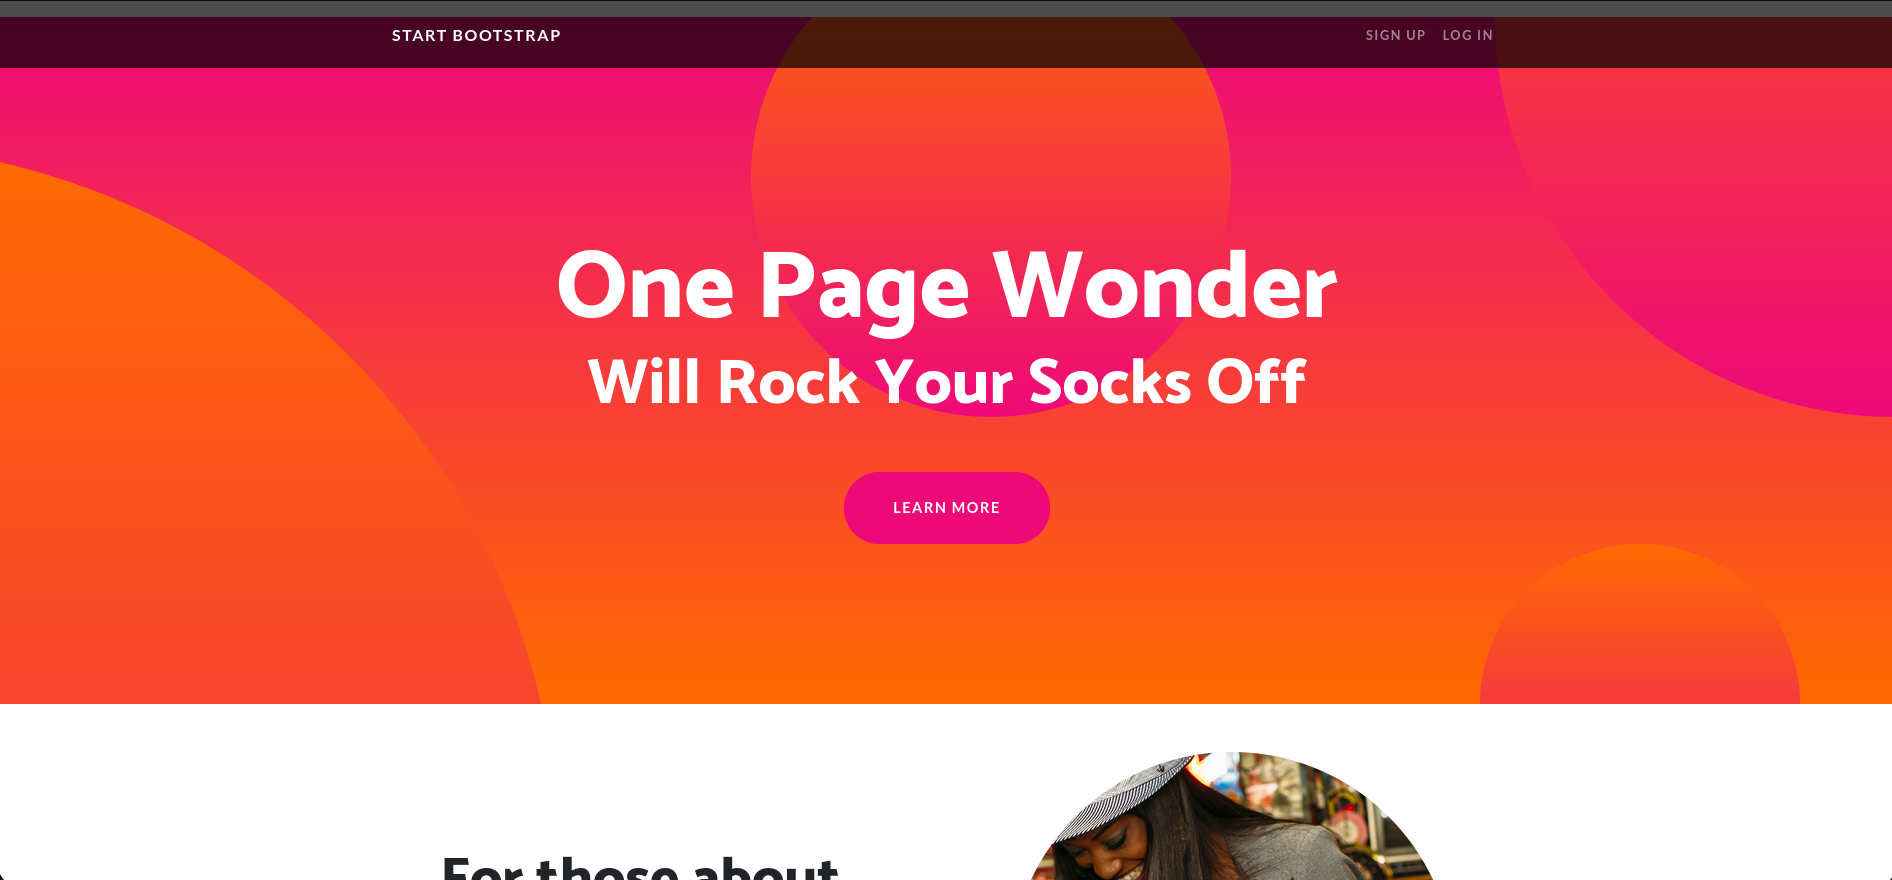 START BOOTSTRAP
SIGN UP LOG IN
One Page Wonder
Will Rock Your Socks Off
LEARN MORE
For those about